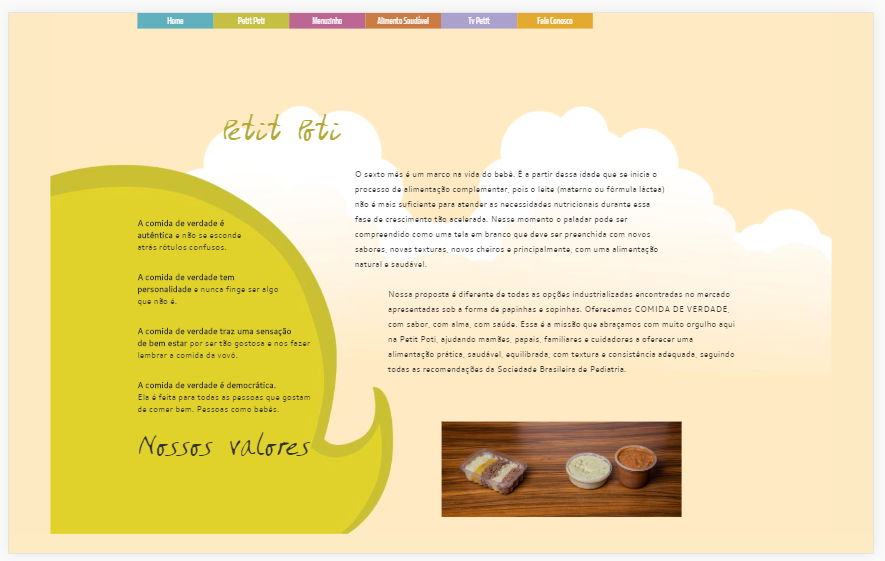 Home Petit Poti Menuzinho Alimento Saudável Tv Petit Fale Conosco
Petit Poti
O sexto mês é um marco na vida do bebê. É a partir dessa idade que se inicia o
processo de alimentação complementar, pois o leite (materno ou fórmula láctea)
não é mais suficiente para atender as necessidades nutricionais durante essa
fase de crescimento tão acelerada. Nesse momento o paladar pode ser
compreendido como uma tela em branco que deve ser preenchida com novos
sabores, novas texturas, novos cheiros e principalmente, com uma alimentação
natural e saudável.
Nossa proposta é diferente de todas as opções industrializadas encontradas no mercado
apresentadas sob a forma de papinhas e sopinhas. Oferecemos COMIDA DE VERDADE,
com sabor, com alma, com saúde. Essa é a missão que abraçamos com muito orgulho aqui
na Petit Poti, ajudando mamães, papais, familiares e cuidadores a oferecer uma
alimentação prática, saudável, equilibrada, com textura e consistência adequada, seguindo
todas as recomendações da Sociedade Brasileira de Pediatria.
A comida de verdade é
autêntica e não se esconde
atrás rótulos confusos.
A comida de verdade tem
personalidade e nunca finge ser algo
que não é.
A comida de verdade traz uma sensação
de bem estar por ser tão gostosa e nos fazer
lembrar a comida da vovó.
A comida de verdade é democrática.
Ela é feita para todas as pessoas que gostam
de comer bem. Pessoas como bebês.
Nossos valores